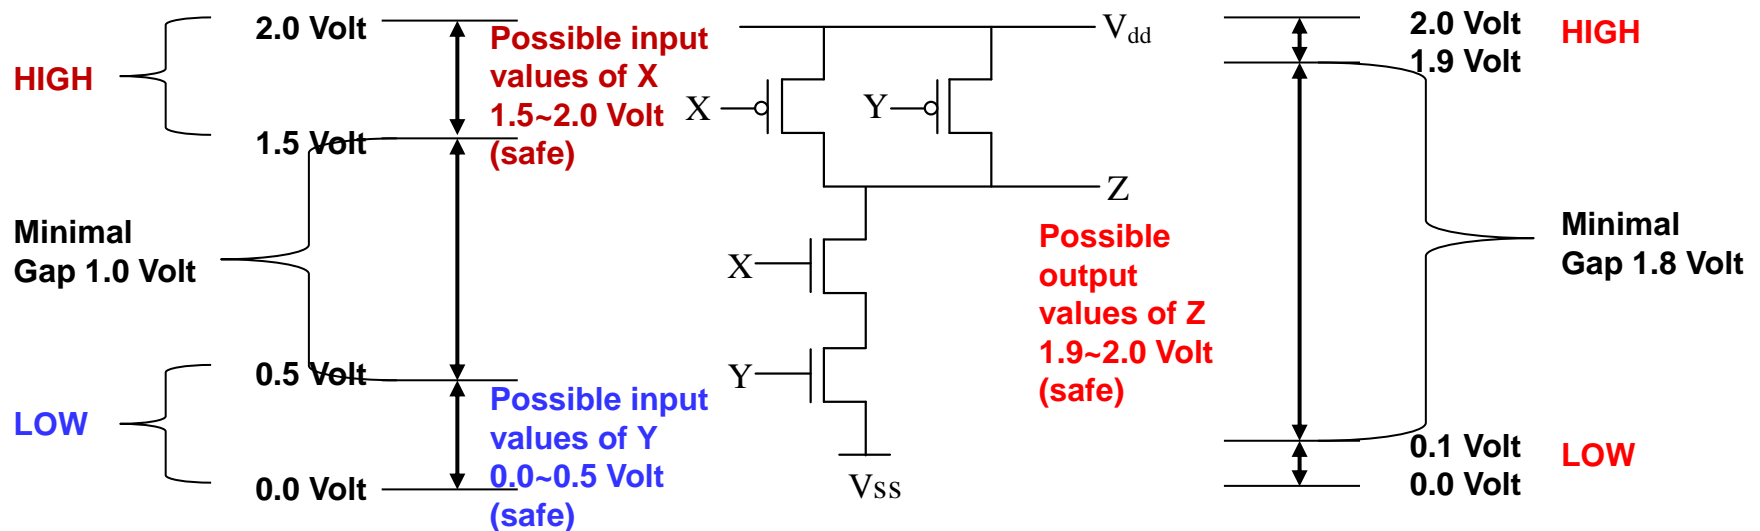 2.0 Volt
HIGH
1.5 Volt
Minimal
Gap 1.0 Volt
0.5 Volt
LOW
0.0 Volt
Possible input
values of X
1.5~2.0 Volt
(safe)
Possible input
values of Y
0.0~0.5 Volt
(safe)
Vdd
X
Y
Z
X
Y
Vss
Possible
output
values of Z
1.9~2.0 Volt
(safe)
2.0 Volt
HIGH
1.9 Volt
Minimal
Gap 1.8 Volt
0.1 Volt
LOW
0.0 Volt